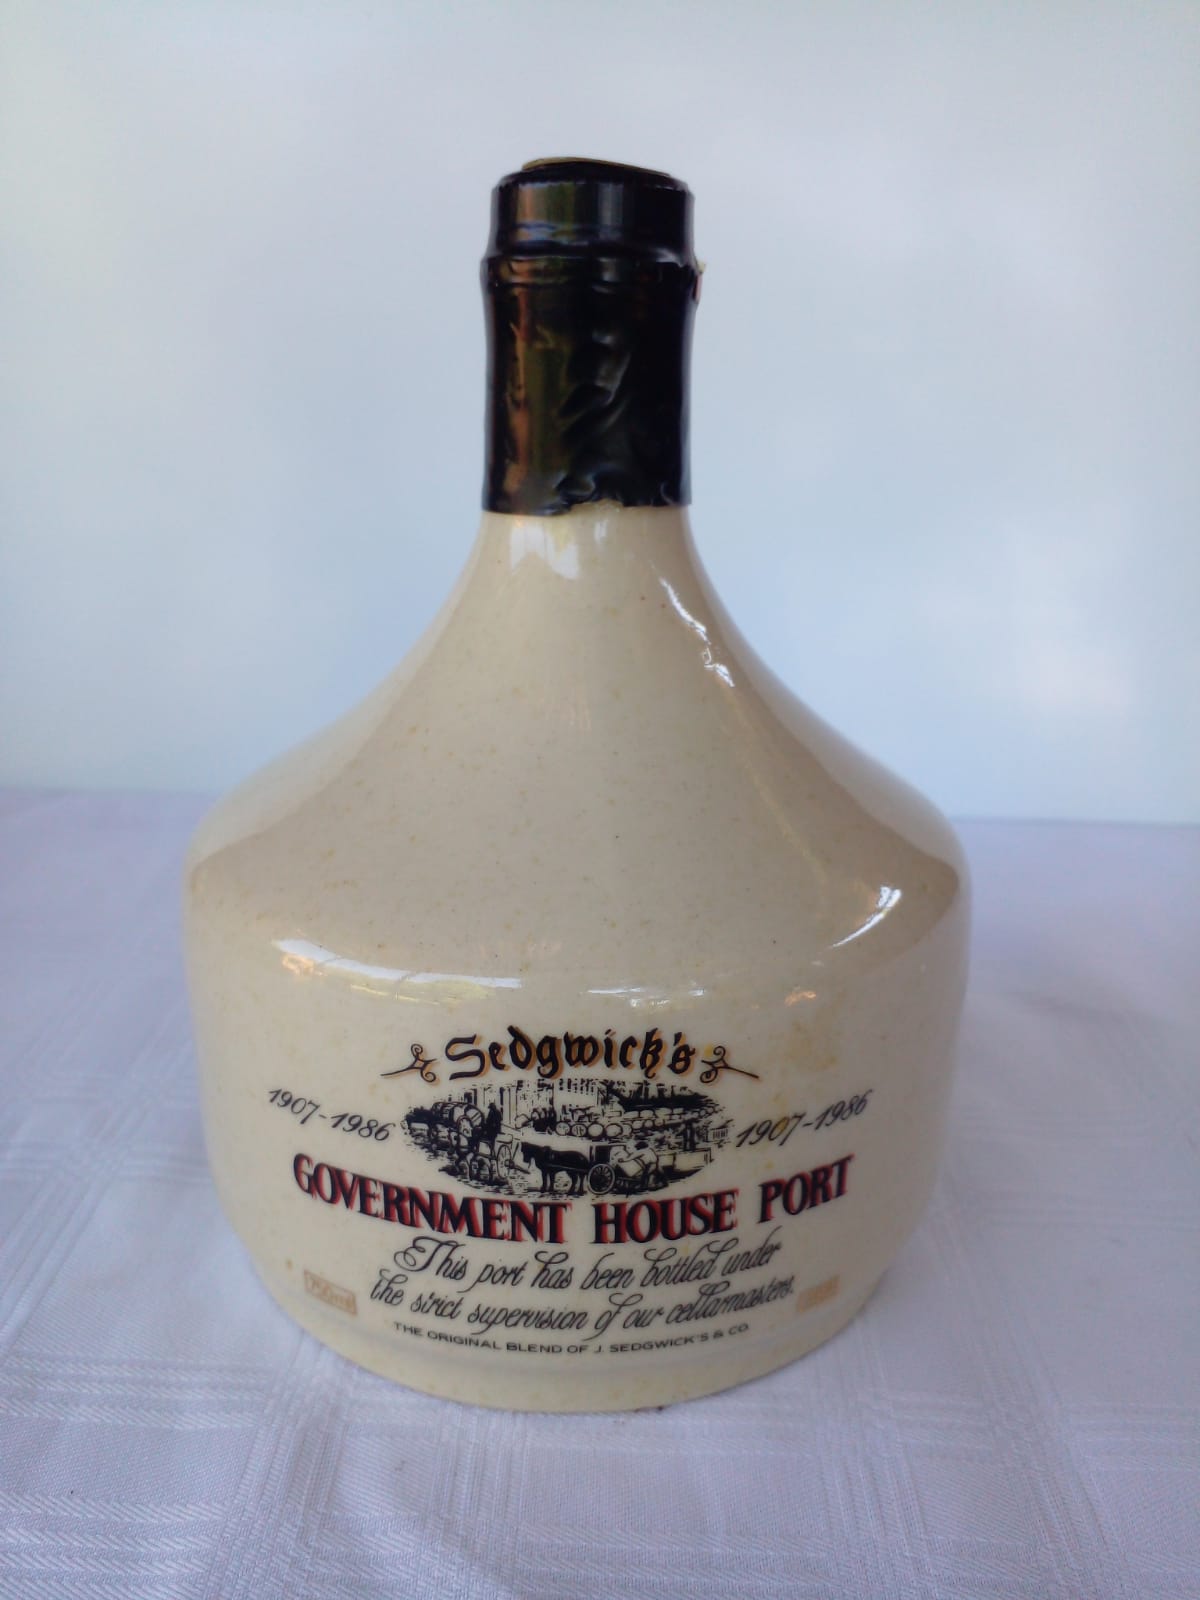 Sedgwick's
1907-1986
1907-1986
GOVERNMENT HOUSE PORT
This port has been bottled under
the strict supervision of our cellarmasters.
750ml
THE ORIGINAL BLEND OF J. SEDGWICK'S & CO.